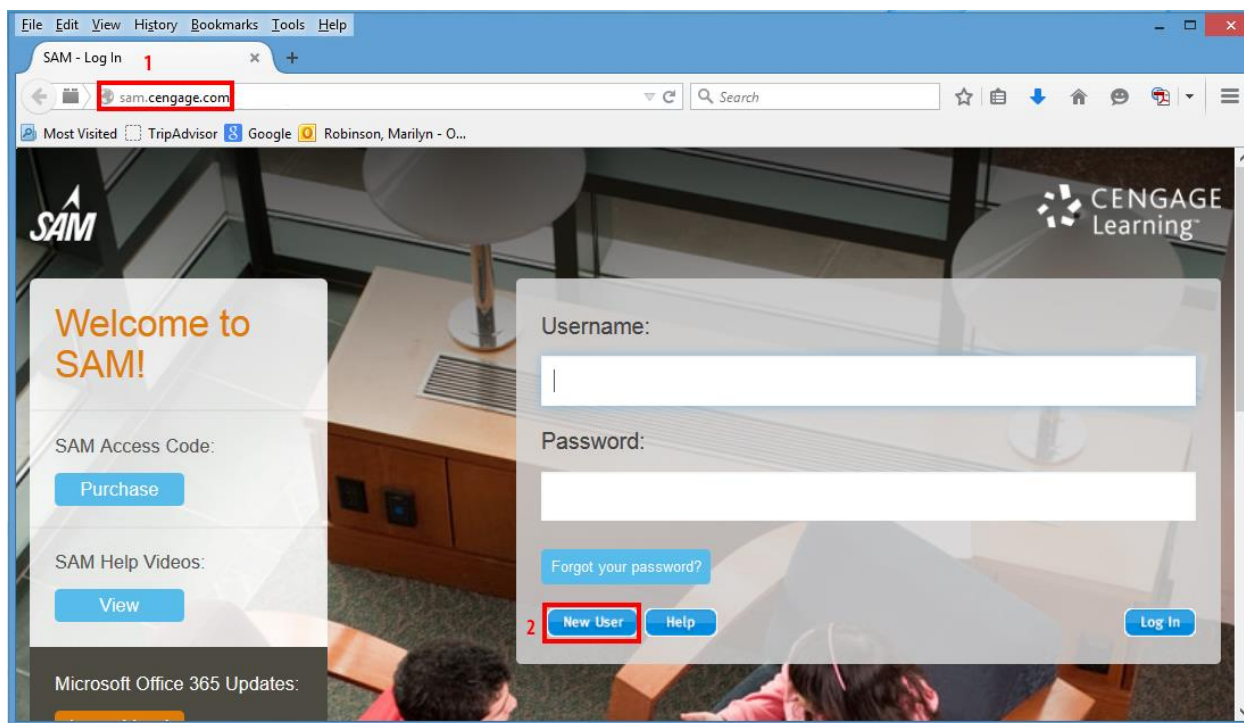 File Edit View History Bookmarks Tools Help
SAM - Log In
1
sam.cengage.com
Search
Most Visited TripAdvisor Google Robinson, Marilyn - O...
SAM
CENGAGE
Learning™
Welcome to
SAM!
SAM Access Code:
Purchase
SAM Help Videos:
View
Microsoft Office 365 Updates:
Username:
Password:
Forgot your password?
2
New User
Help
Log In